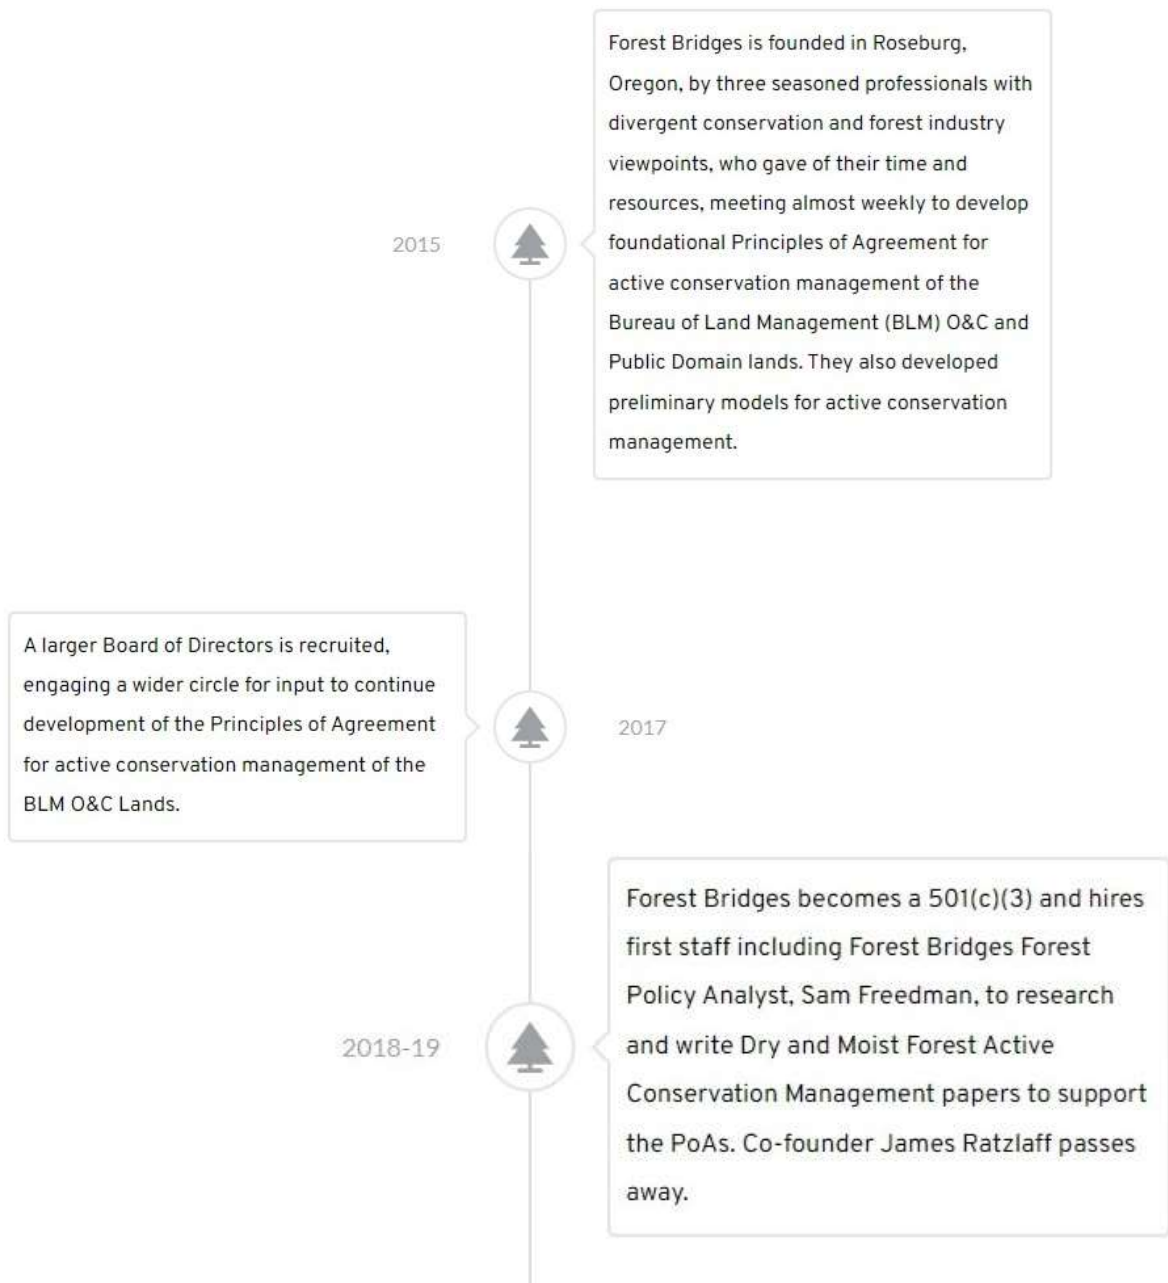 Forest Bridges is founded in Roseburg,
Oregon, by three seasoned professionals with
divergent conservation and forest industry
viewpoints, who gave of their time and
resources, meeting almost weekly to develop
foundational Principles of Agreement for
active conservation management of the
Bureau of Land Management (BLM) O&C and
Public Domain lands. They also developed
preliminary models for active conservation
management.
2015
A larger Board of Directors is recruited,
engaging a wider circle for input to continue
development of the Principles of Agreement
for active conservation management of the
BLM O&C Lands.
2017
Forest Bridges becomes a 501(c)(3) and hires
first staff including Forest Bridges Forest
Policy Analyst, Sam Freedman, to research
and write Dry and Moist Forest Active
Conservation Management papers to support
the PoAs. Co-founder James Ratzlaff passes
away.
2018-19